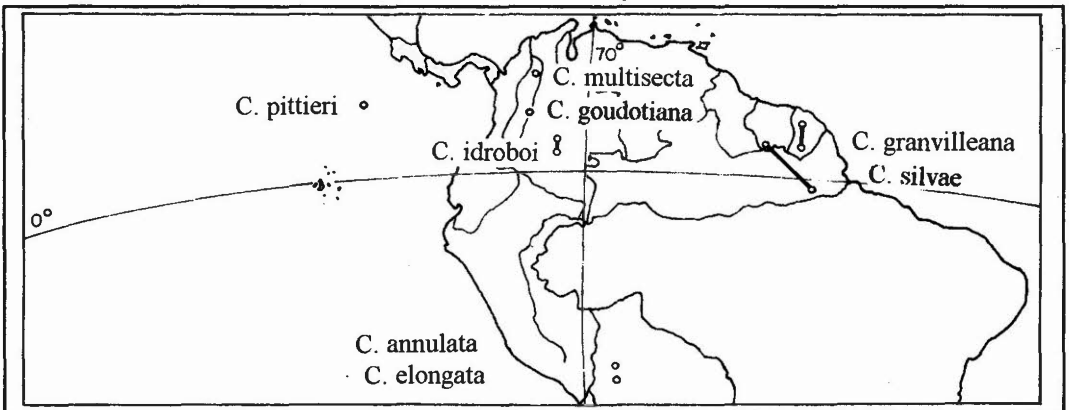 70°
C. multisecta
C. pittieri
C. goudotiana
C. idroboi
C. granvilleana
5
C. silvae
0°
C. annulata
C. elongata